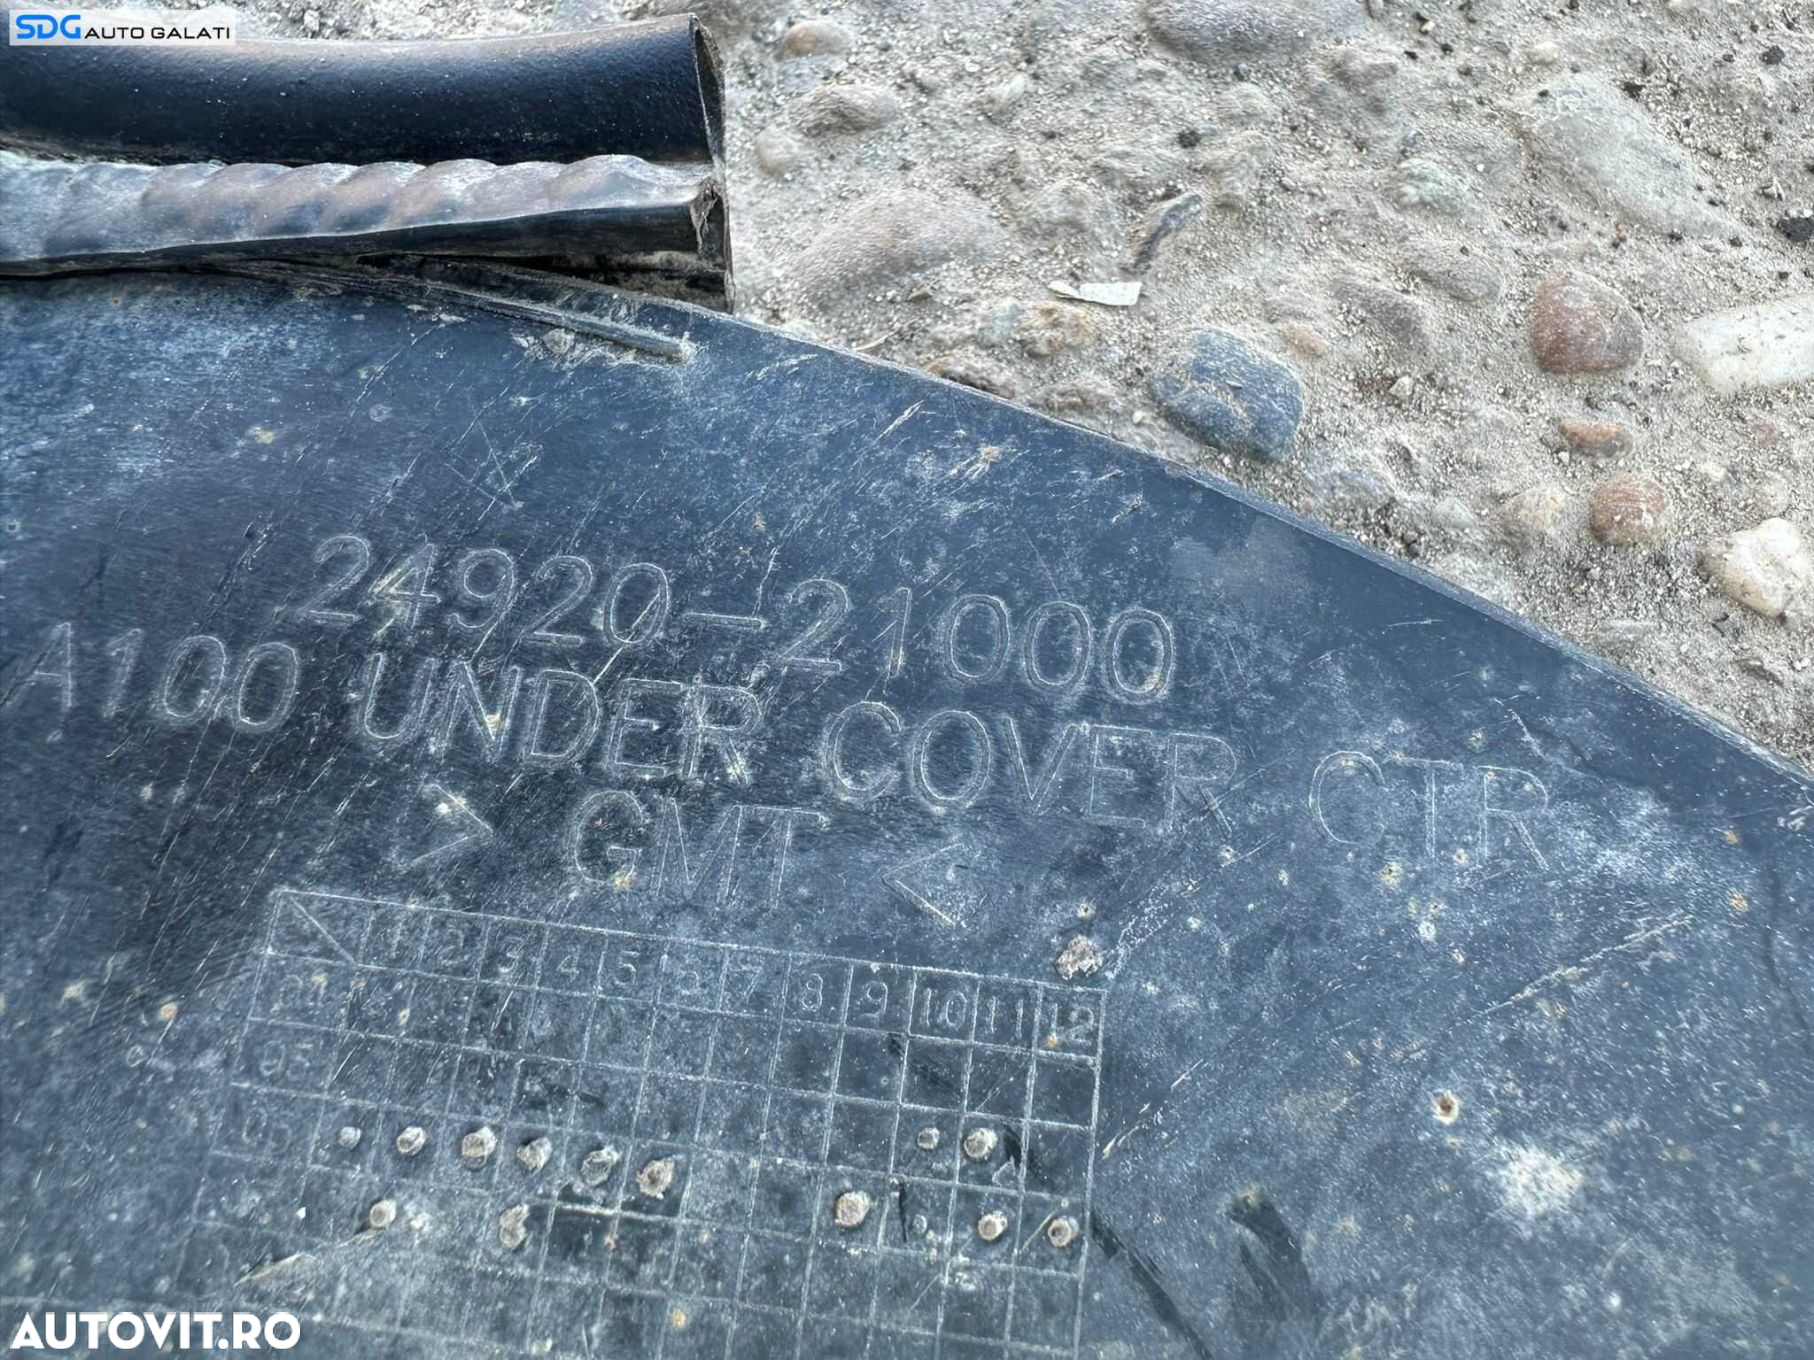 SDG AUTO GALATI
24920-21000
A100 UNDER COVER CTR
> GMT <
1 2 3 4 5 6 7 8 9 10 11 12
05
AUTOVIT.RO